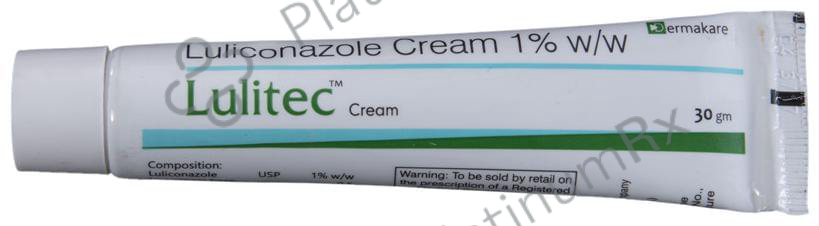 Luliconazole Cream 1% w/w
Dermakare
Lulitec™ Cream
30 gm
Composition:
Luliconazole USP 1% w/w
Warning: To be sold by retail on
the prescription of a Registered
PlatinumRx